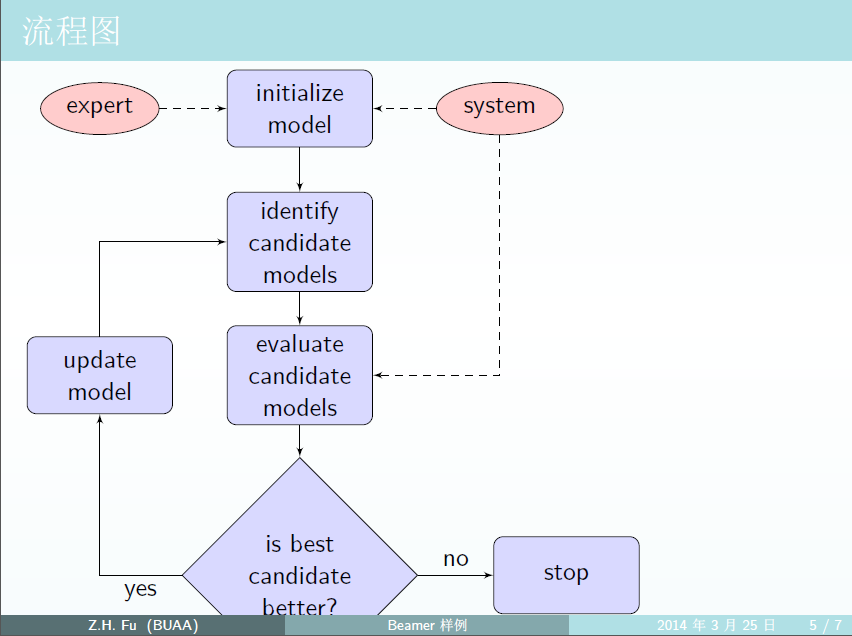 流程图
expert
initialize
model
system
identify
candidate
models
update
model
evaluate
candidate
models
is best
candidate
better?
no
stop
yes
Z.H. Fu (BUAA)
Beamer 样例
2014 年 3 月 25 日
5 / 7